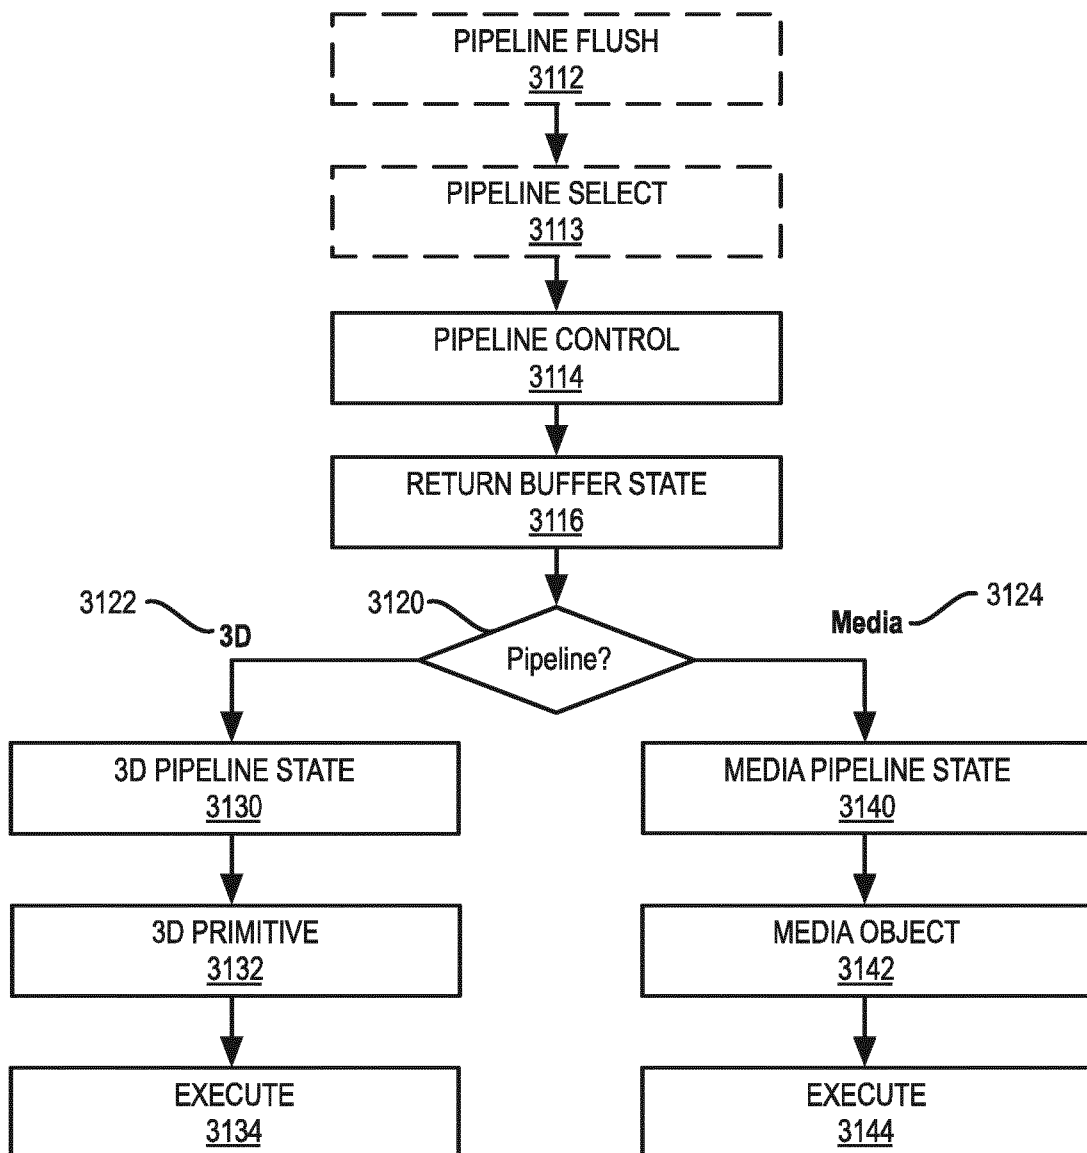 PIPELINE FLUSH
3112
PIPELINE SELECT
3113
PIPELINE CONTROL
3114
RETURN BUFFER STATE
3116
3122
3D
3120
Pipeline?
Media
3124
3D PIPELINE STATE
3130
MEDIA PIPELINE STATE
3140
3D PRIMITIVE
3132
MEDIA OBJECT
3142
EXECUTE
3134
EXECUTE
3144